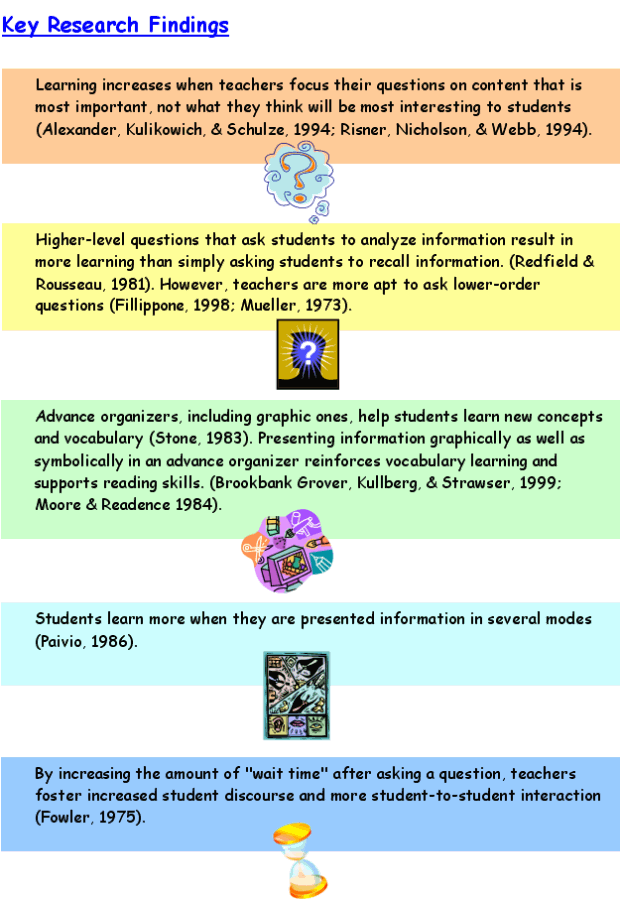 Key Research Findings
Learning increases when teachers focus their questions on content that is
most important, not what they think will be most interesting to students
(Alexander, Kulikowich, & Schulze, 1994; Risner, Nicholson, & Webb, 1994).
?
Higher-level questions that ask students to analyze information result in
more learning than simply asking students to recall information. (Redfield &
Rousseau, 1981). However, teachers are more apt to ask lower-order
questions (Fillippone, 1998; Mueller, 1973).
?
Advance organizers, including graphic ones, help students learn new concepts
and vocabulary (Stone, 1983). Presenting information graphically as well as
symbolically in an advance organizer reinforces vocabulary learning and
supports reading skills. (Brookbank Grover, Kullberg, & Strawser, 1999;
Moore & Readence 1984).
Students learn more when they are presented information in several modes
(Paivio, 1986).
By increasing the amount of "wait time" after asking a question, teachers
foster increased student discourse and more student-to-student interaction
(Fowler, 1975).